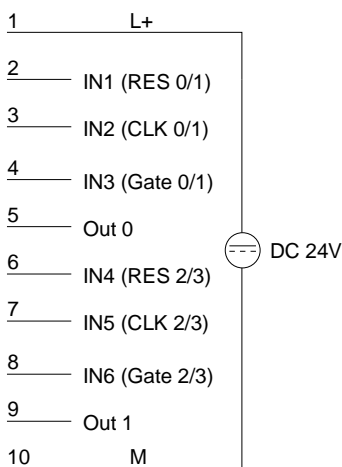 1 L+
2 IN1 (RES 0/1)
3 IN2 (CLK 0/1)
4 IN3 (Gate 0/1)
5 Out 0
DC 24V
6 IN4 (RES 2/3)
7 IN5 (CLK 2/3)
8 IN6 (Gate 2/3)
9 Out 1
10 M